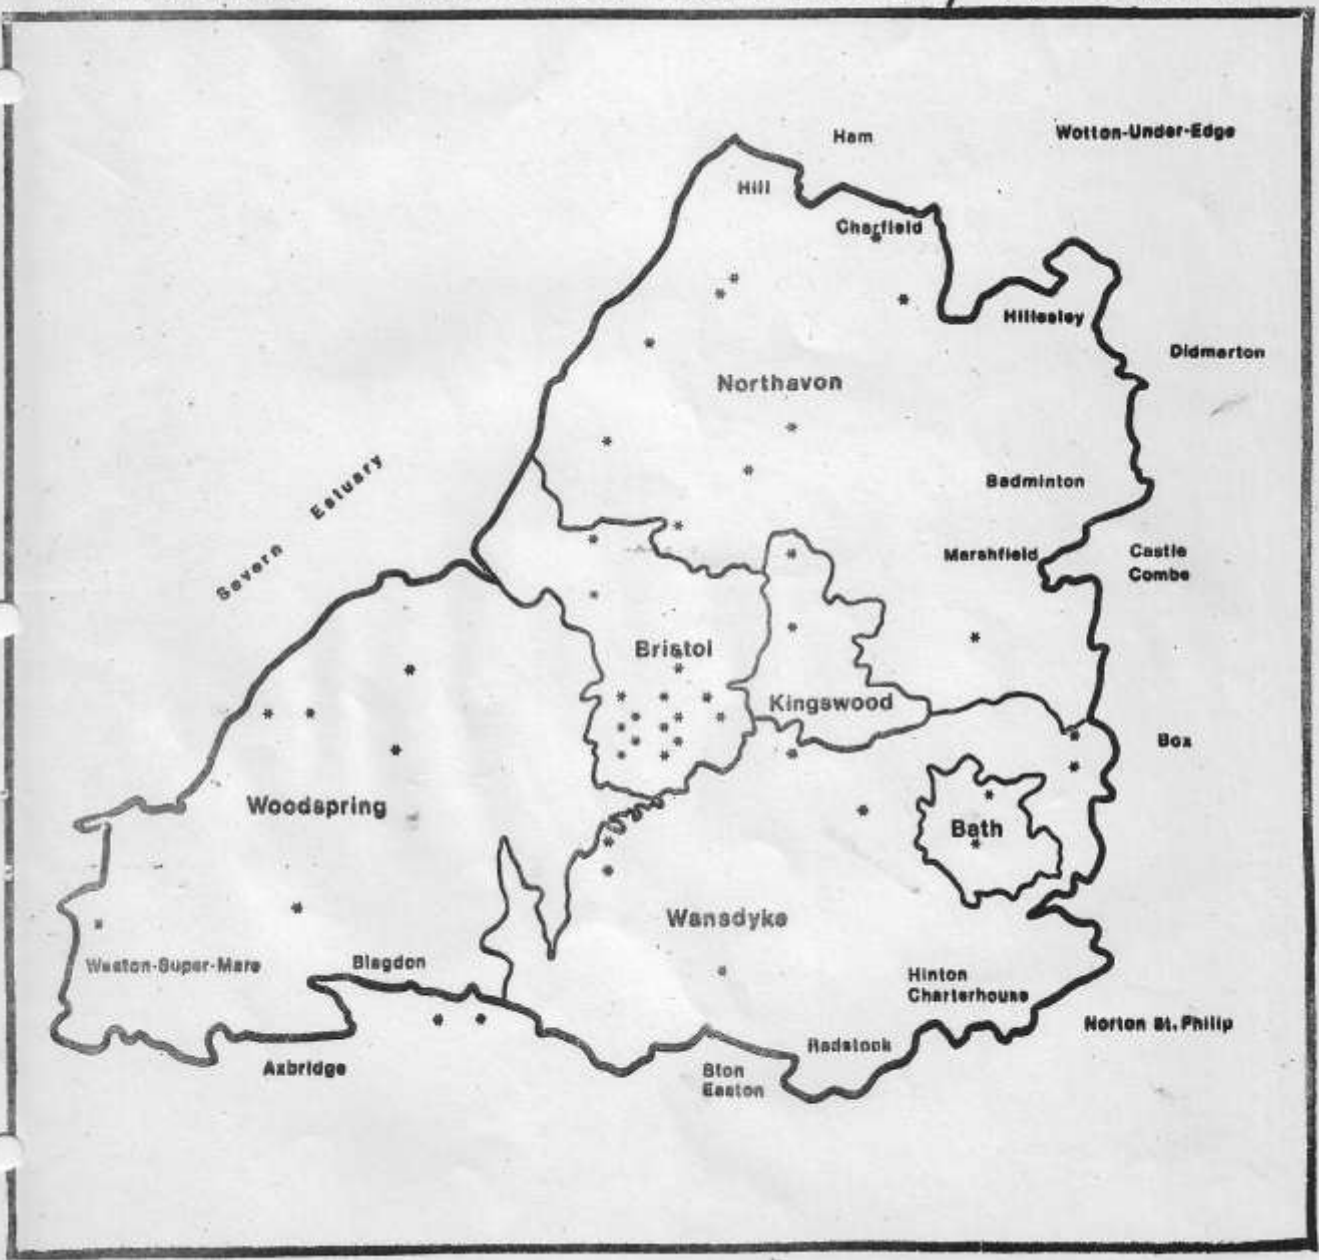 Ham
Wotton-Under-Edge
Hill
Charfield
Hillesley
Didmarton
Northavon
Severn Estuary
Badminton
Marshfield
Castle
Combe
Bristol
Kingswood
Box
Woodspring
Bath
Wansdyke
Weston-Super-Mare
Blagdon
Hinton
Charterhouse
Norton St. Philip
Radstock
Axbridge
Ston
Easton